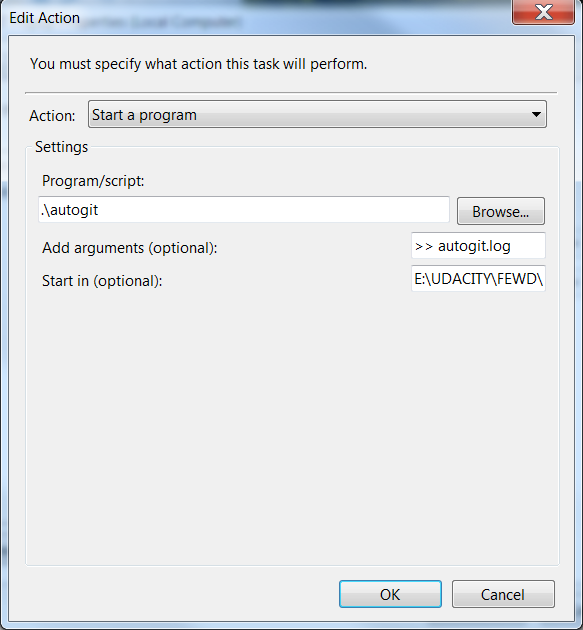 Edit Action
You must specify what action this task will perform.
Action: Start a program
Settings
Program/script:
.\autogit
Browse...
Add arguments (optional): >> autogit.log
Start in (optional): E:\UDACITY\FEWD\
OK Cancel